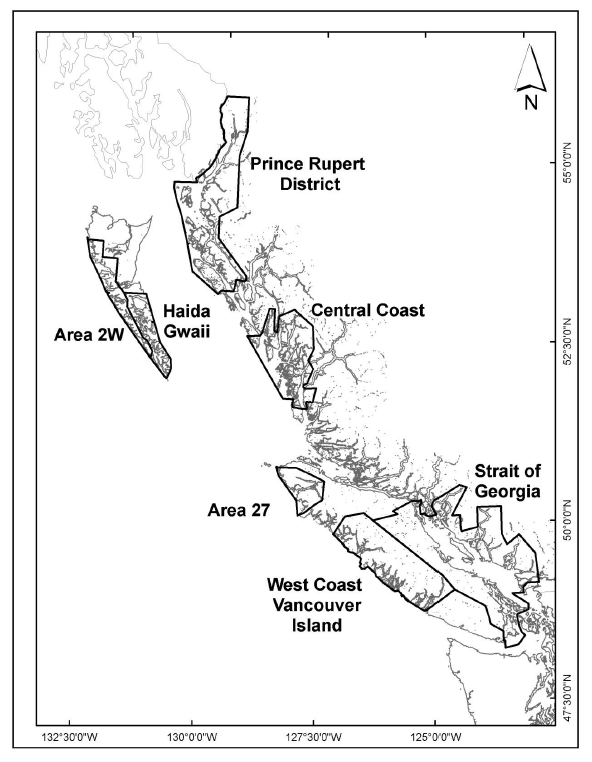 N
Prince Rupert
District
55°0'0"N
Haida
Gwaii
Area 2W
Central Coast
52°30'0"N
Strait of
Georgia
Area 27
50°0'0"N
West Coast
Vancouver
Island
47°30'0"N
132°30'0"W
130°0'0"W
127°30'0"W
125°0'0"W